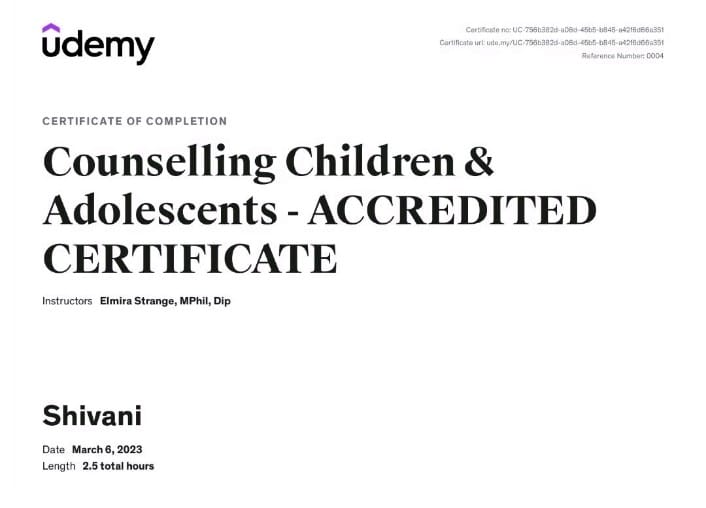 udemy
Certificate no: UC-756b382d-a08d-45b5-b845-a42f6d66a351
Certificate url: ude.my/UC-756b382d-a08d-45b5-b845-a42f6d66a351
Reference Number: 0004
CERTIFICATE OF COMPLETION
Counselling Children &
Adolescents - ACCREDITED
CERTIFICATE
Instructors Elmira Strange, MPhil, Dip
Shivani
Date March 6, 2023
Length 2.5 total hours